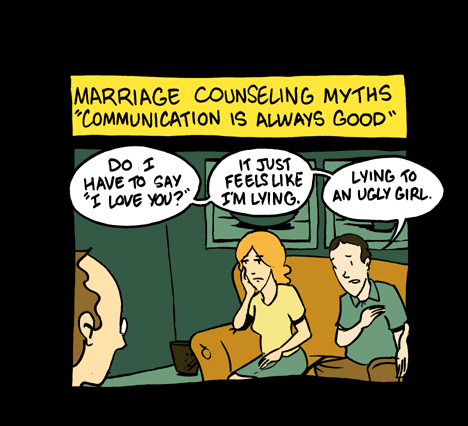 MARRIAGE COUNSELING MYTHS
"COMMUNICATION IS ALWAYS GOOD"
DO I
HAVE TO SAY
"I LOVE YOU?"
IT JUST
FEELS LIKE
I'M LYING.
LYING TO
AN UGLY GIRL.